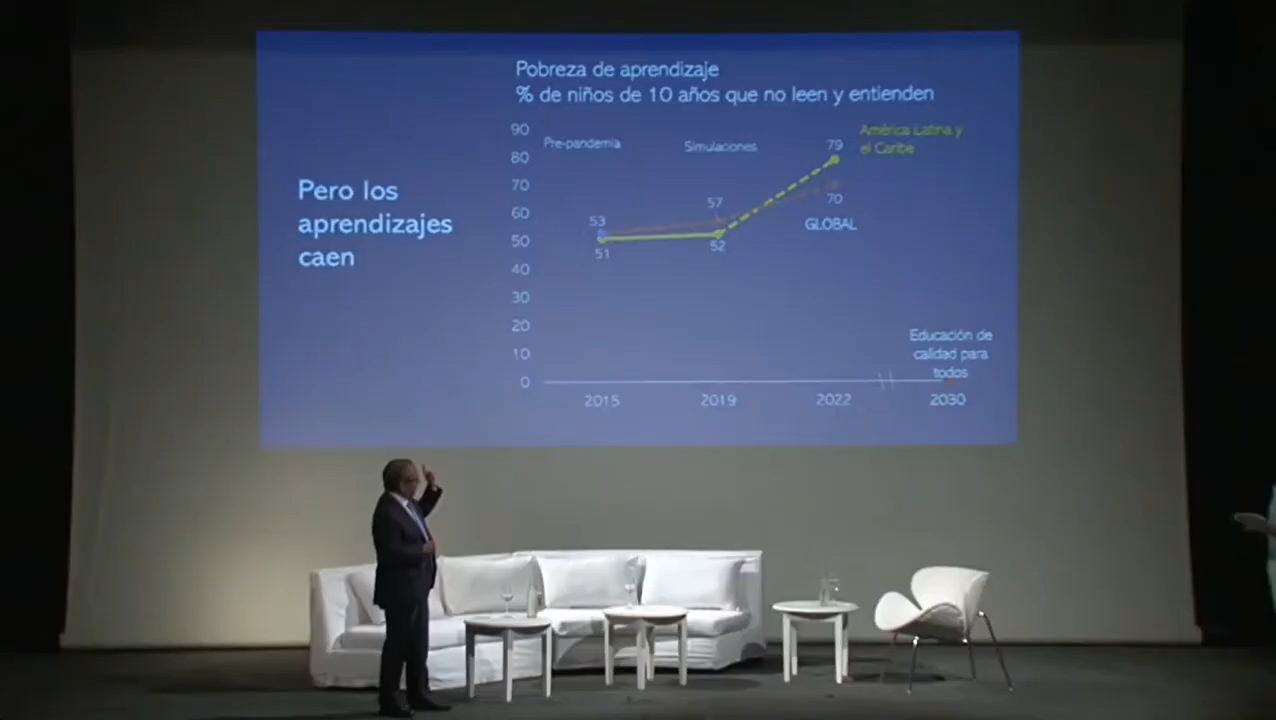 Pobreza de aprendizaje
% de niños de 10 años que no leen y entienden
Pero los
aprendizajes
caen
90
80
70
60
50
40
30
20
10
0
Pre-pandemia
Simulaciones
América Latina y
el Caribe
79
70
GLOBAL
53
51
57
52
Educación de
calidad para
todos
2015
2019
2022
2030